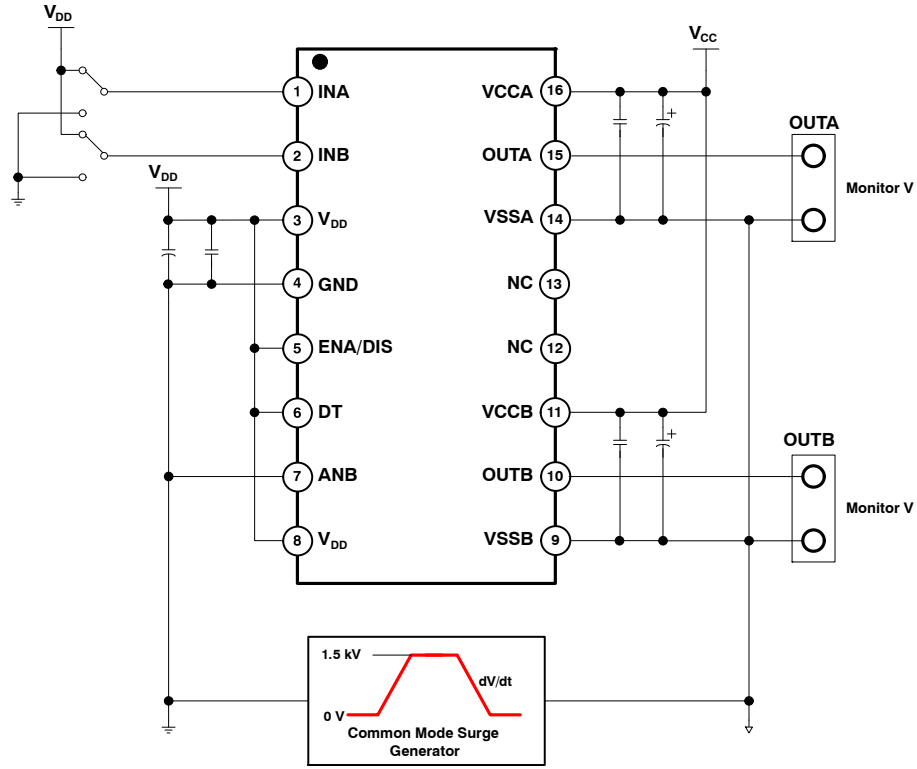 VDD
VCC
1 INA VCCA 16
OUTA
2 INB OUTA 15
Monitor V
VDD
3 VDD VSSA 14
4 GND NC 13
5 ENA/DIS NC 12
6 DT VCCB 11
OUTB
7 ANB OUTB 10
Monitor V
8 VDD VSSB 9
1.5 kV
dV/dt
0 V
Common Mode Surge
Generator